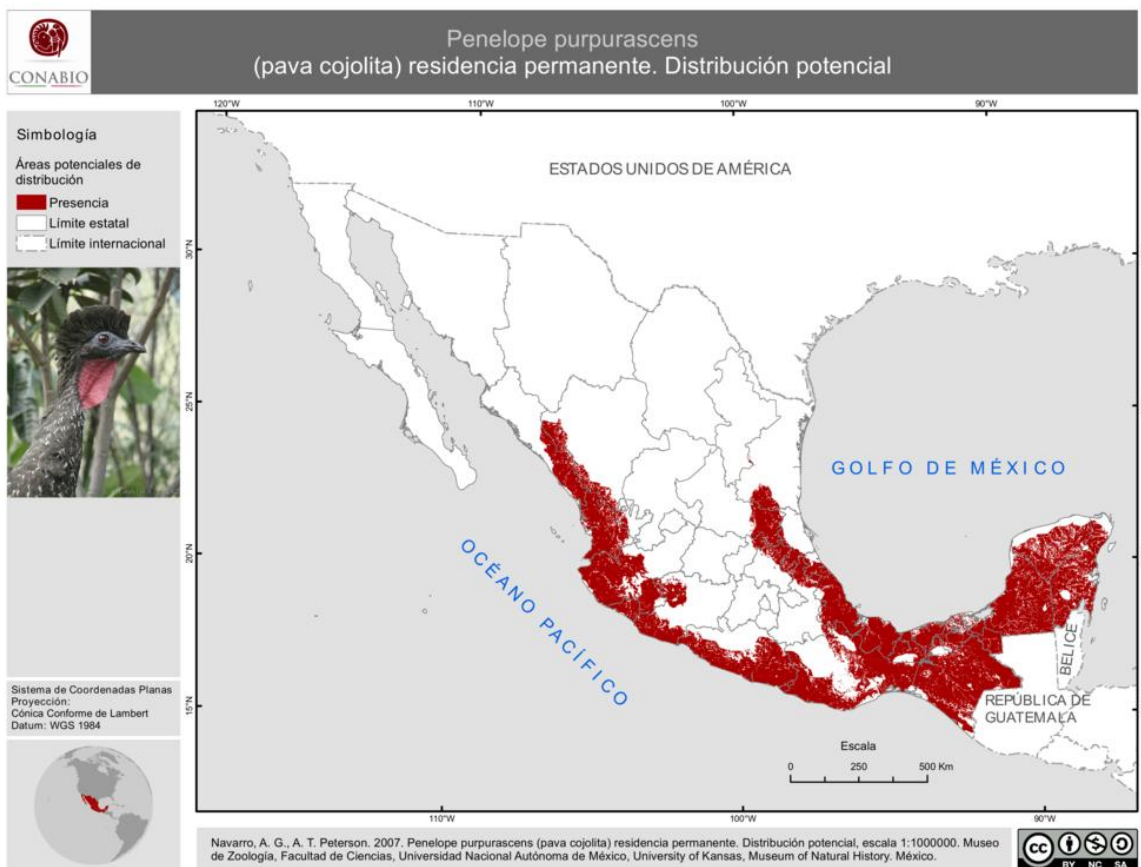 CONABIO
Penelope purpurascens
(pava cojolita) residencia permanente. Distribución potencial
120°W
110°W
100°W
90°W
Simbología
Áreas potenciales de
distribución
Presencia
Límite estatal
Límite internacional
ESTADOS UNIDOS DE AMÉRICA
30°N
30°N
25°N
25°N
GOLFO DE MÉXICO
20°N
20°N
OCÉANO PACÍFICO
BELICE
15°N
15°N
REPÚBLICA DE
GUATEMALA
Escala
0 250 500 Km
Sistema de Coordenadas Planas
Proyección:
Cónica Conforme de Lambert
Datum: WGS 1984
110°W
100°W
90°W
Navarro, A. G., A. T. Peterson. 2007. Penelope purpurascens (pava cojolita) residencia permanente. Distribución potencial, escala 1:1000000. Museo
de Zoología, Facultad de Ciencias, Universidad Nacional Autónoma de México, University of Kansas, Museum of Natural History. México.
cc
BY NC SA